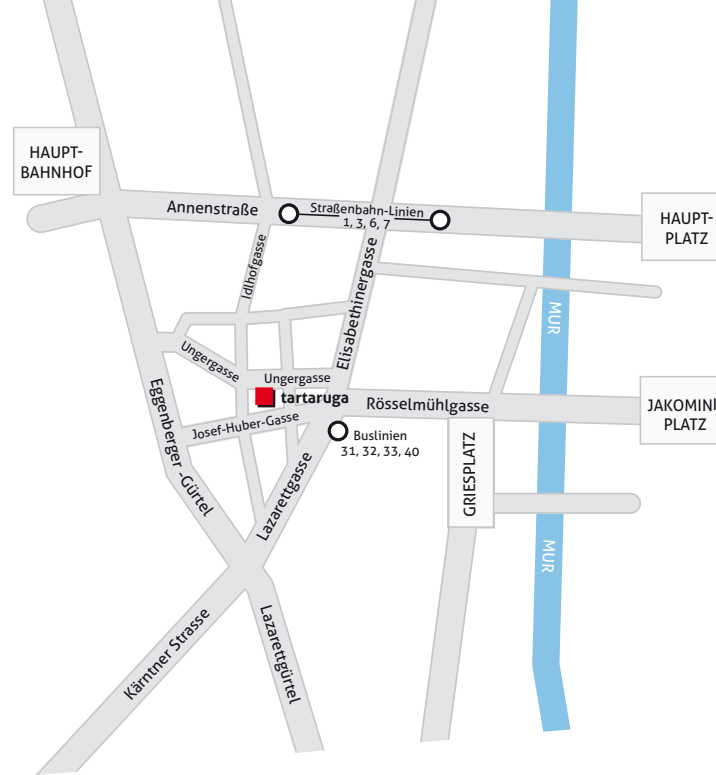 HAUPT-
BAHNHOF
Annenstraße
Straßenbahn-Linien
1, 3, 6, 7
HAUPT-
PLATZ
Idlhofgasse
Elisabethinergasse
MUR
Ungergasse
Ungergasse
tartaruga
Rösselmühlgasse
JAKOMINI
PLATZ
Eggenberger -Gürtel
Josef-Huber-Gasse
Buslinien
31, 32, 33, 40
Lazarettgasse
GRIESPLATZ
MUR
Kärntner Strasse
Lazarettgürtel